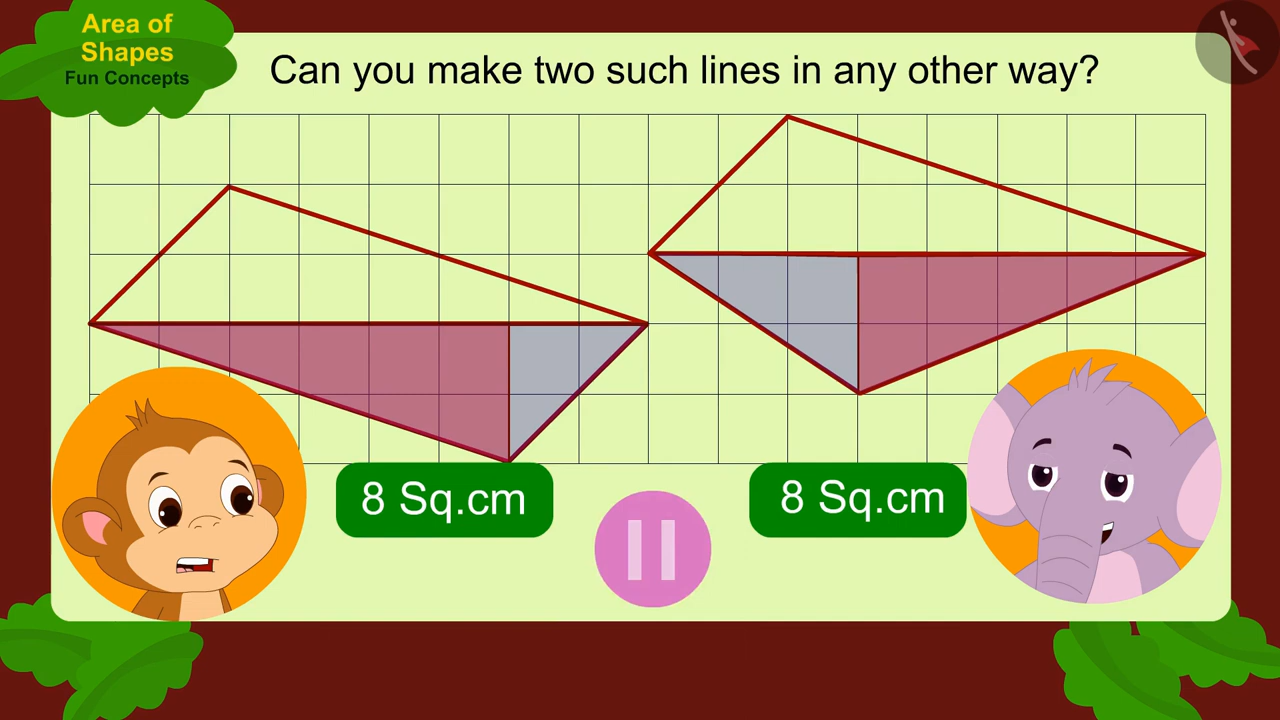 Area of
Shapes
Fun Concepts
Can you make two such lines in any other way?
8 Sq.cm
8 Sq.cm